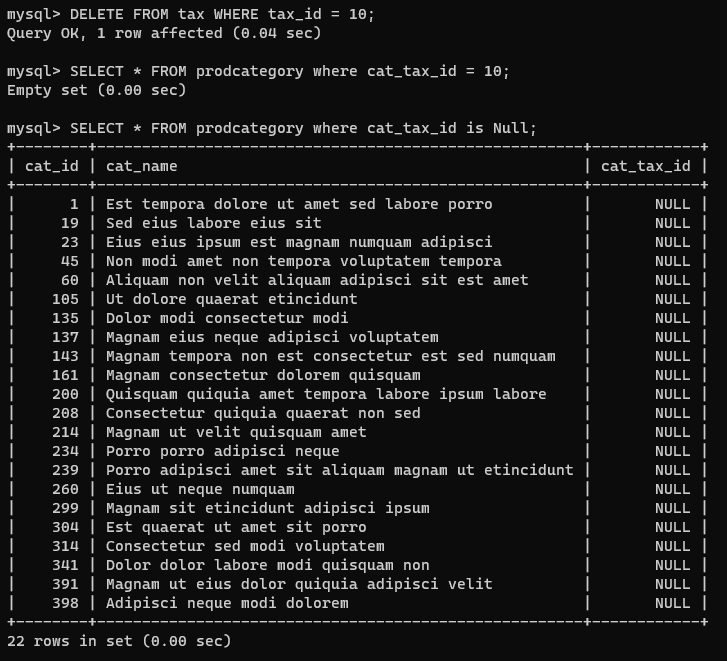 mysql> DELETE FROM tax WHERE tax_id = 10;
Query OK, 1 row affected (0.04 sec)

mysql> SELECT * FROM prodcategory where cat_tax_id = 10;
Empty set (0.00 sec)

mysql> SELECT * FROM prodcategory where cat_tax_id is Null;
+--------+------------------------------------------------------+------------+
| cat_id | cat_name                                             | cat_tax_id |
+--------+------------------------------------------------------+------------+
|      1 | Est tempora dolore ut amet sed labore porro          |       NULL |
|     19 | Sed eius labore eius sit                             |       NULL |
|     23 | Eius eius ipsum est magnam numquam adipisci          |       NULL |
|     45 | Non modi amet non tempora voluptatem tempora         |       NULL |
|     60 | Aliquam non velit aliquam adipisci sit est amet      |       NULL |
|    105 | Ut dolore quaerat etincidunt                         |       NULL |
|    135 | Dolor modi consectetur modi                          |       NULL |
|    137 | Magnam eius neque adipisci voluptatem                |       NULL |
|    143 | Magnam tempora non est consectetur est sed numquam   |       NULL |
|    161 | Magnam consectetur dolorem quisquam                  |       NULL |
|    200 | Quisquam quiquia amet tempora labore ipsum labore    |       NULL |
|    208 | Consectetur quiquia quaerat non sed                  |       NULL |
|    214 | Magnam ut velit quisquam amet                        |       NULL |
|    234 | Porro porro adipisci neque                           |       NULL |
|    239 | Porro adipisci amet sit aliquam magnam ut etincidunt |       NULL |
|    260 | Eius ut neque numquam                                |       NULL |
|    299 | Magnam sit etincidunt adipisci ipsum                 |       NULL |
|    304 | Est quaerat ut amet sit porro                        |       NULL |
|    314 | Consectetur sed modi voluptatem                      |       NULL |
|    341 | Dolor dolor labore modi quisquam non                 |       NULL |
|    391 | Magnam ut eius dolor quiquia adipisci velit          |       NULL |
|    398 | Adipisci neque modi dolorem                          |       NULL |
+--------+------------------------------------------------------+------------+
22 rows in set (0.00 sec)